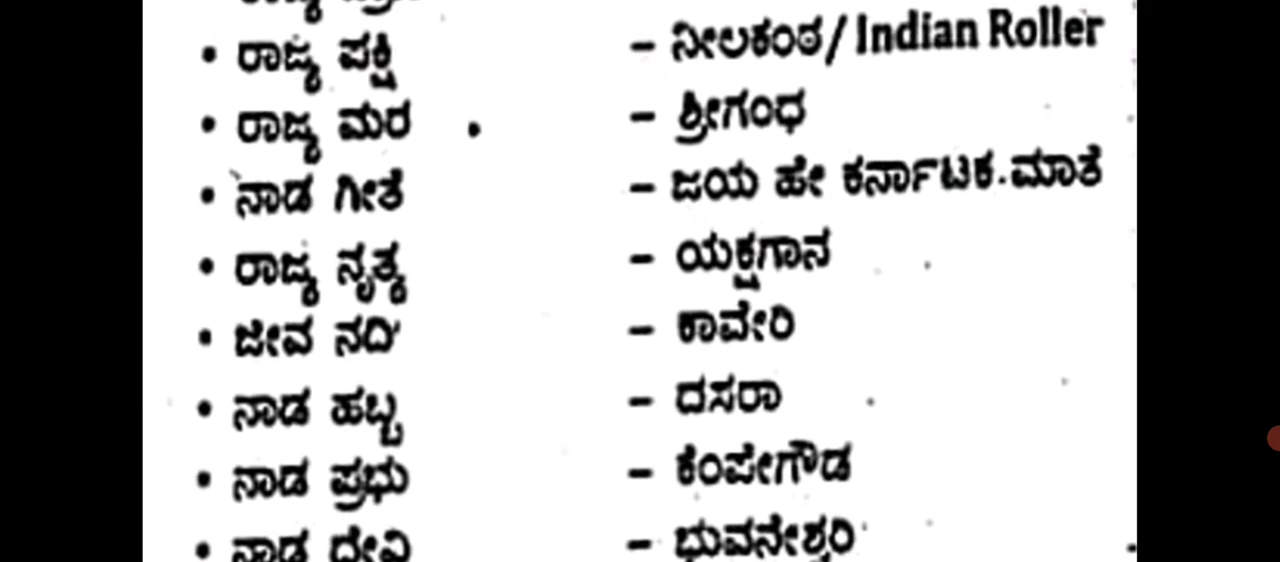 • ರಾಜ್ಯ ಪಕ್ಷಿ – ನೀಲಕಂಠ/ Indian Roller
• ರಾಜ್ಯ ಮರ – ಶ್ರೀಗಂಧ
• ನಾಡ ಗೀತೆ – ಜಯ ಹೇ ಕರ್ನಾಟಕ ಮಾತೆ
• ರಾಜ್ಯ ನೃತ್ಯ – ಯಕ್ಷಗಾನ
• ಜೀವ ನದಿ – ಕಾವೇರಿ
• ನಾಡ ಹಬ್ಬ – ದಸರಾ
• ನಾಡ ಪ್ರಭು – ಕೆಂಪೇಗೌಡ
• ನಾಡ ದೇವಿ – ಭುವನೇಶ್ವರಿ